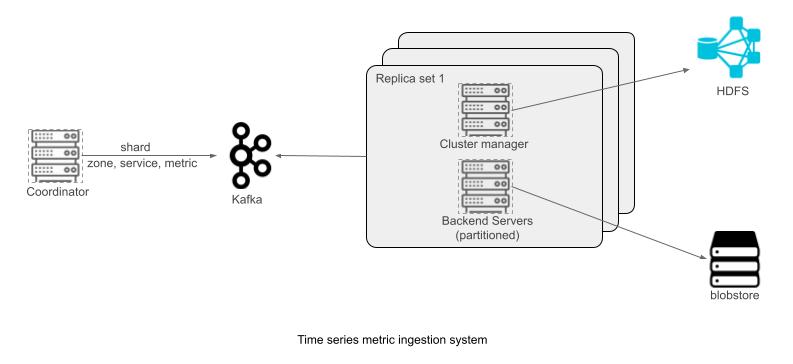 Replica set 1
HDFS
Cluster manager
shard
zone, service, metric
Coordinator
Kafka
Backend Servers
(partitioned)
blobstore
Time series metric ingestion system